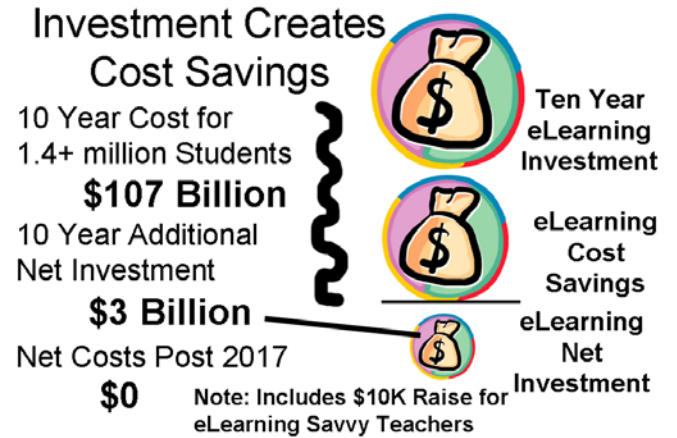 Investment Creates
Cost Savings
10 Year Cost for
1.4+ million Students
$107 Billion
10 Year Additional
Net Investment
$3 Billion
Net Costs Post 2017
$0
Note: Includes $10K Raise for
eLearning Savvy Teachers
$
Ten Year
eLearning
Investment
$
eLearning
Cost
Savings
$
eLearning
Net
Investment